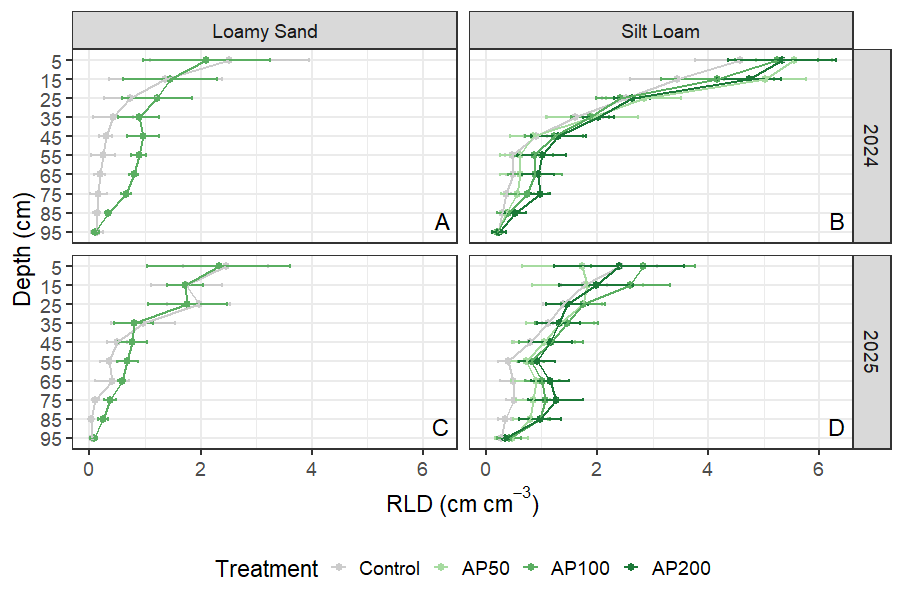 Loamy Sand
Silt Loam
5
15
25
35
45
55
65
75
85
95
A
B
2024
5
15
25
35
45
55
65
75
85
95
C
D
2025
Depth (cm)
0 2 4 6
0 2 4 6
RLD (cm cm⁻³)
Treatment Control AP50 AP100 AP200